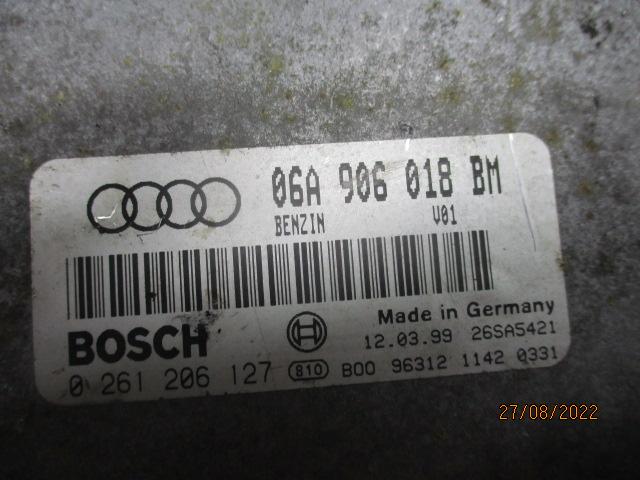 06A 906 018 BM
BENZIN V01
Made in Germany
BOSCH 12.03.99 26SA5421
0 261 206 127 810 B00 96312 1142 0331
27/08/2022